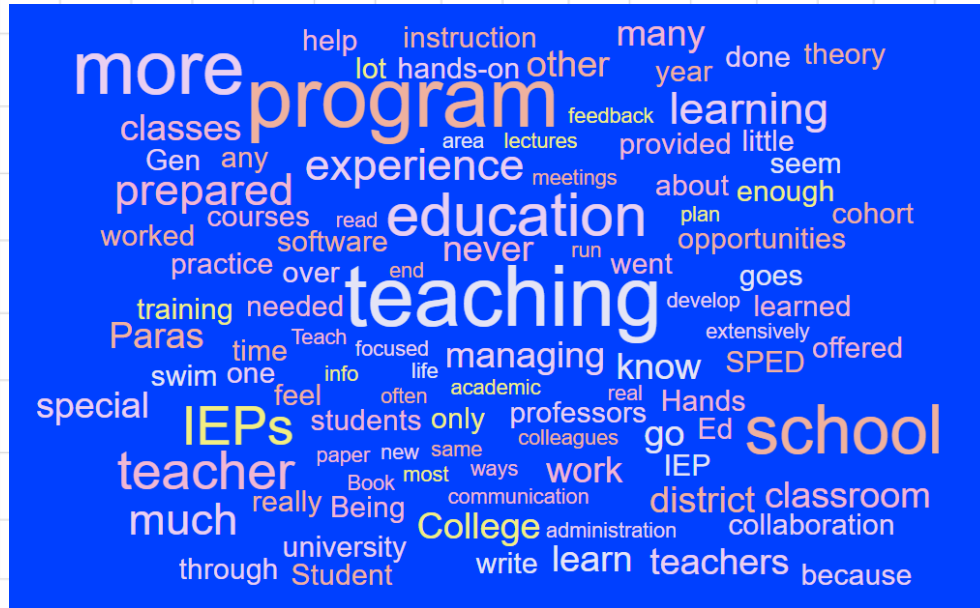 help instruction many
more lot hands-on other year done theory
program feedback learning
classes area lectures provided little
Gen any experience meetings seem
prepared about enough
courses read education plan cohort
worked software never run opportunities
practice over end went goes
training needed teaching develop learned
Paras Teach extensively
time focused managing know SPED offered
swim one info life academic
special feel often real Hands
IEPs students only professors go Ed school
paper new same colleagues IEP
teacher Book most ways work
really Being communication district classroom
much College administration collaboration
university write learn teachers
through Student because